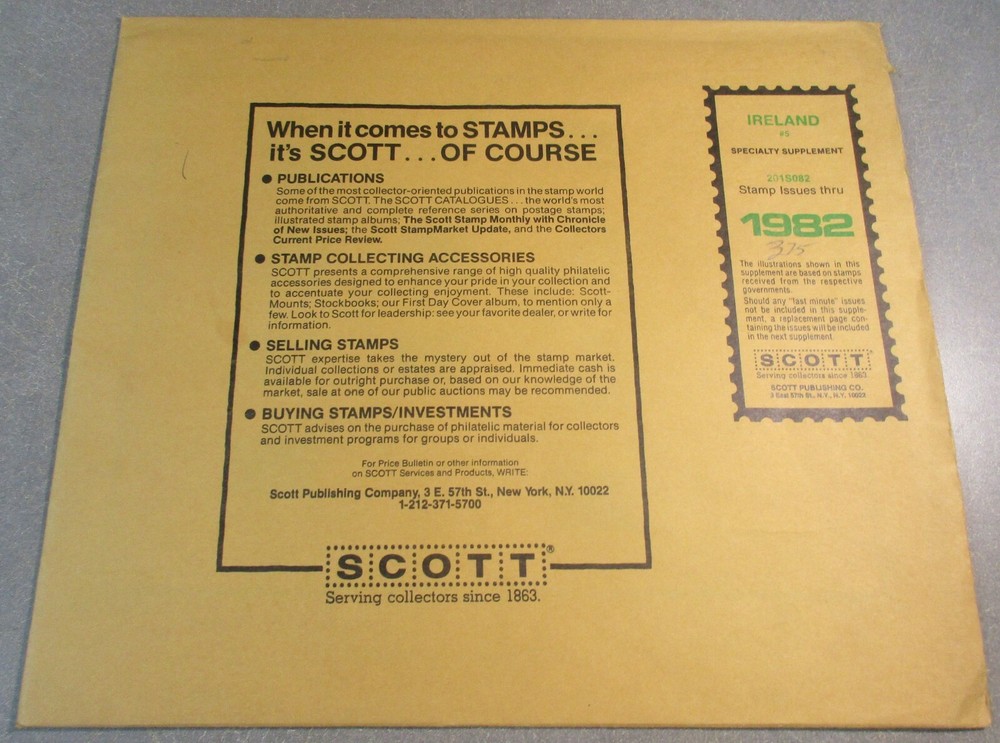 When it comes to STAMPS...
it's SCOTT...OF COURSE
● PUBLICATIONS
Some of the most collector-oriented publications in the stamp world
come from SCOTT. The SCOTT CATALOGUES...the world's most
authoritative and complete reference series on postage stamps;
illustrated stamp albums; The Scott Stamp Monthly with Chronicle
of New Issues; the Scott StampMarket Update, and the Collectors
Current Price Review.
● STAMP COLLECTING ACCESSORIES
SCOTT presents a comprehensive range of high quality philatelic
accessories designed to enhance your pride in your collection and
to accentuate your collecting enjoyment. These include: Scott-
Mounts; Stockbooks; our First Day Cover album, to mention only a
few. Look to Scott for leadership: see your favorite dealer, or write for
information.
● SELLING STAMPS
SCOTT expertise takes the mystery out of the stamp market.
Individual collections or estates are appraised. Immediate cash is
available for outright purchase or, based on our knowledge of the
market, sale at one of our public auctions may be recommended.
● BUYING STAMPS/INVESTMENTS
SCOTT advises on the purchase of philatelic material for collectors
and investment programs for groups or individuals.
For Price Bulletin or other information
on SCOTT Services and Products, WRITE:
Scott Publishing Company, 3 E. 57th St., New York, N.Y. 10022
1-212-371-5700
SCOTT®
Serving collectors since 1863.
IRELAND
#5
SPECIALTY SUPPLEMENT
201S082
Stamp Issues thru
1982
375
The illustrations shown in this
supplement are based on stamps
received from the respective
governments.
Should any "last minute" issues
not be included in this supple-
ment, a replacement page con-
taining the issues will be included
in the next supplement.
SCOTT®
Serving collectors since 1863.
SCOTT PUBLISHING CO.
3 East 57th St., N.Y., N.Y. 10022